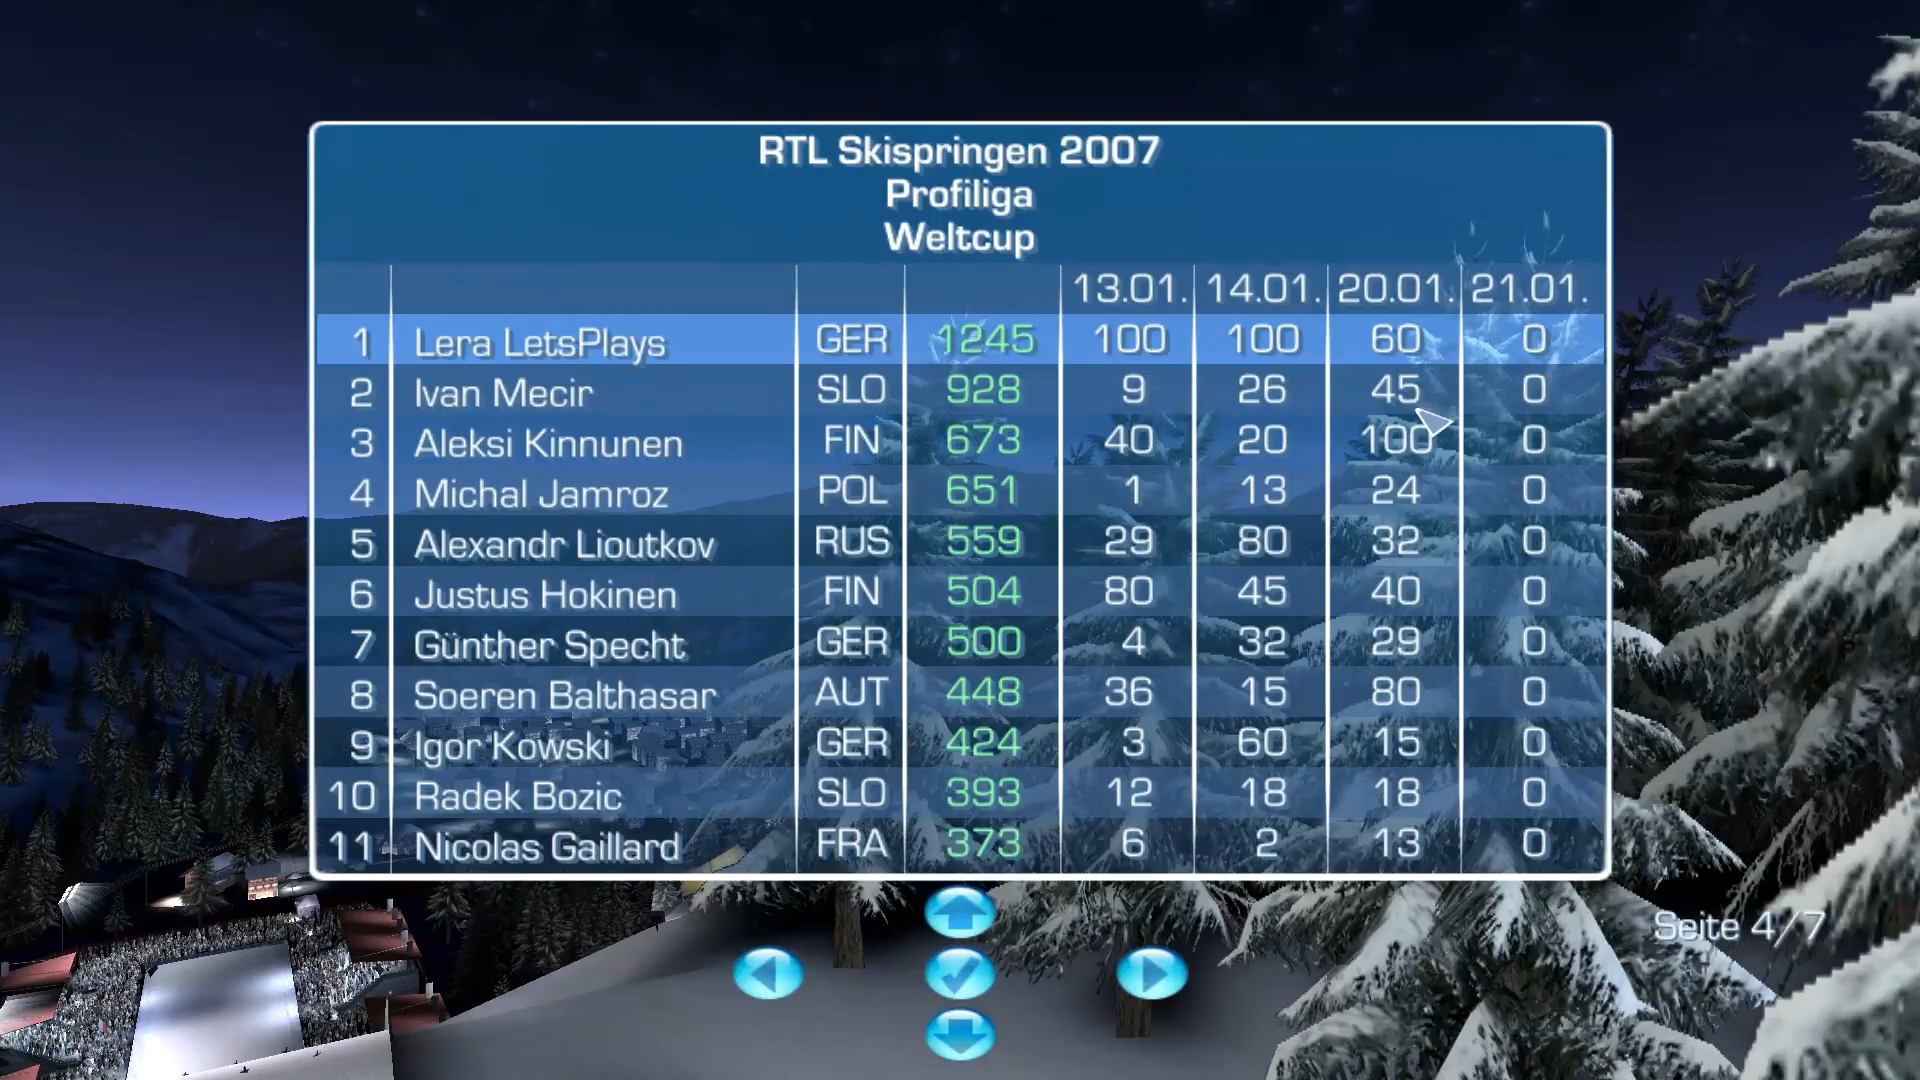 RTL Skispringen 2007
Profiliga
Weltcup
13.01. 14.01. 20.01. 21.01.
1 Lera LetsPlays GER 1245 100 100 60 0
2 Ivan Mecir SLO 928 9 26 45 0
3 Aleksi Kinnunen FIN 673 40 20 100 0
4 Michal Jamroz POL 651 1 13 24 0
5 Alexandr Lioutkov RUS 559 29 80 32 0
6 Justus Hokinen FIN 504 80 45 40 0
7 Günther Specht GER 500 4 32 29 0
8 Soeren Balthasar AUT 448 36 15 80 0
9 Igor Kowski GER 424 3 60 15 0
10 Radek Bozic SLO 393 12 18 18 0
11 Nicolas Gaillard FRA 373 6 2 13 0
Seite 4/7